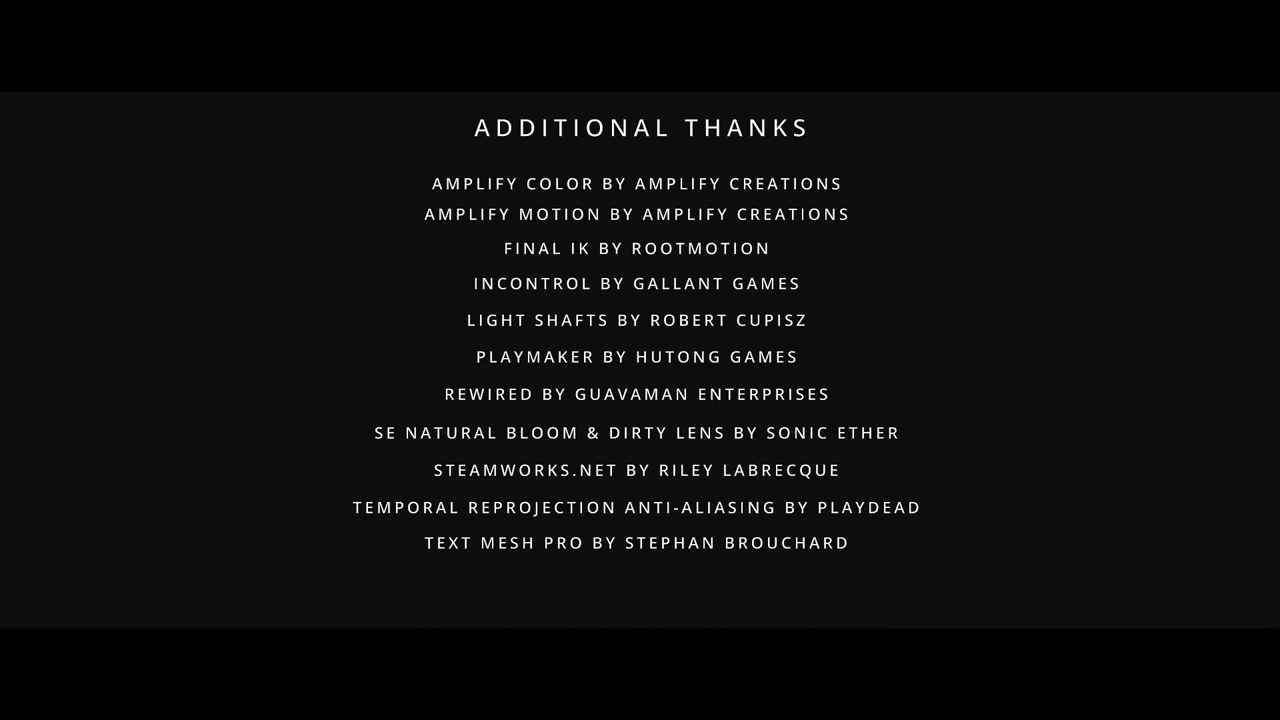 ADDITIONAL THANKS
AMPLIFY COLOR BY AMPLIFY CREATIONS
AMPLIFY MOTION BY AMPLIFY CREATIONS
FINAL IK BY ROOTMOTION
INCONTROL BY GALLANT GAMES
LIGHT SHAFTS BY ROBERT CUPISZ
PLAYMAKER BY HUTONG GAMES
REWIRED BY GUAVAMAN ENTERPRISES
SE NATURAL BLOOM & DIRTY LENS BY SONIC ETHER
STEAMWORKS.NET BY RILEY LABRECQUE
TEMPORAL REPROJECTION ANTI-ALIASING BY PLAYDEAD
TEXT MESH PRO BY STEPHAN BROUCHARD